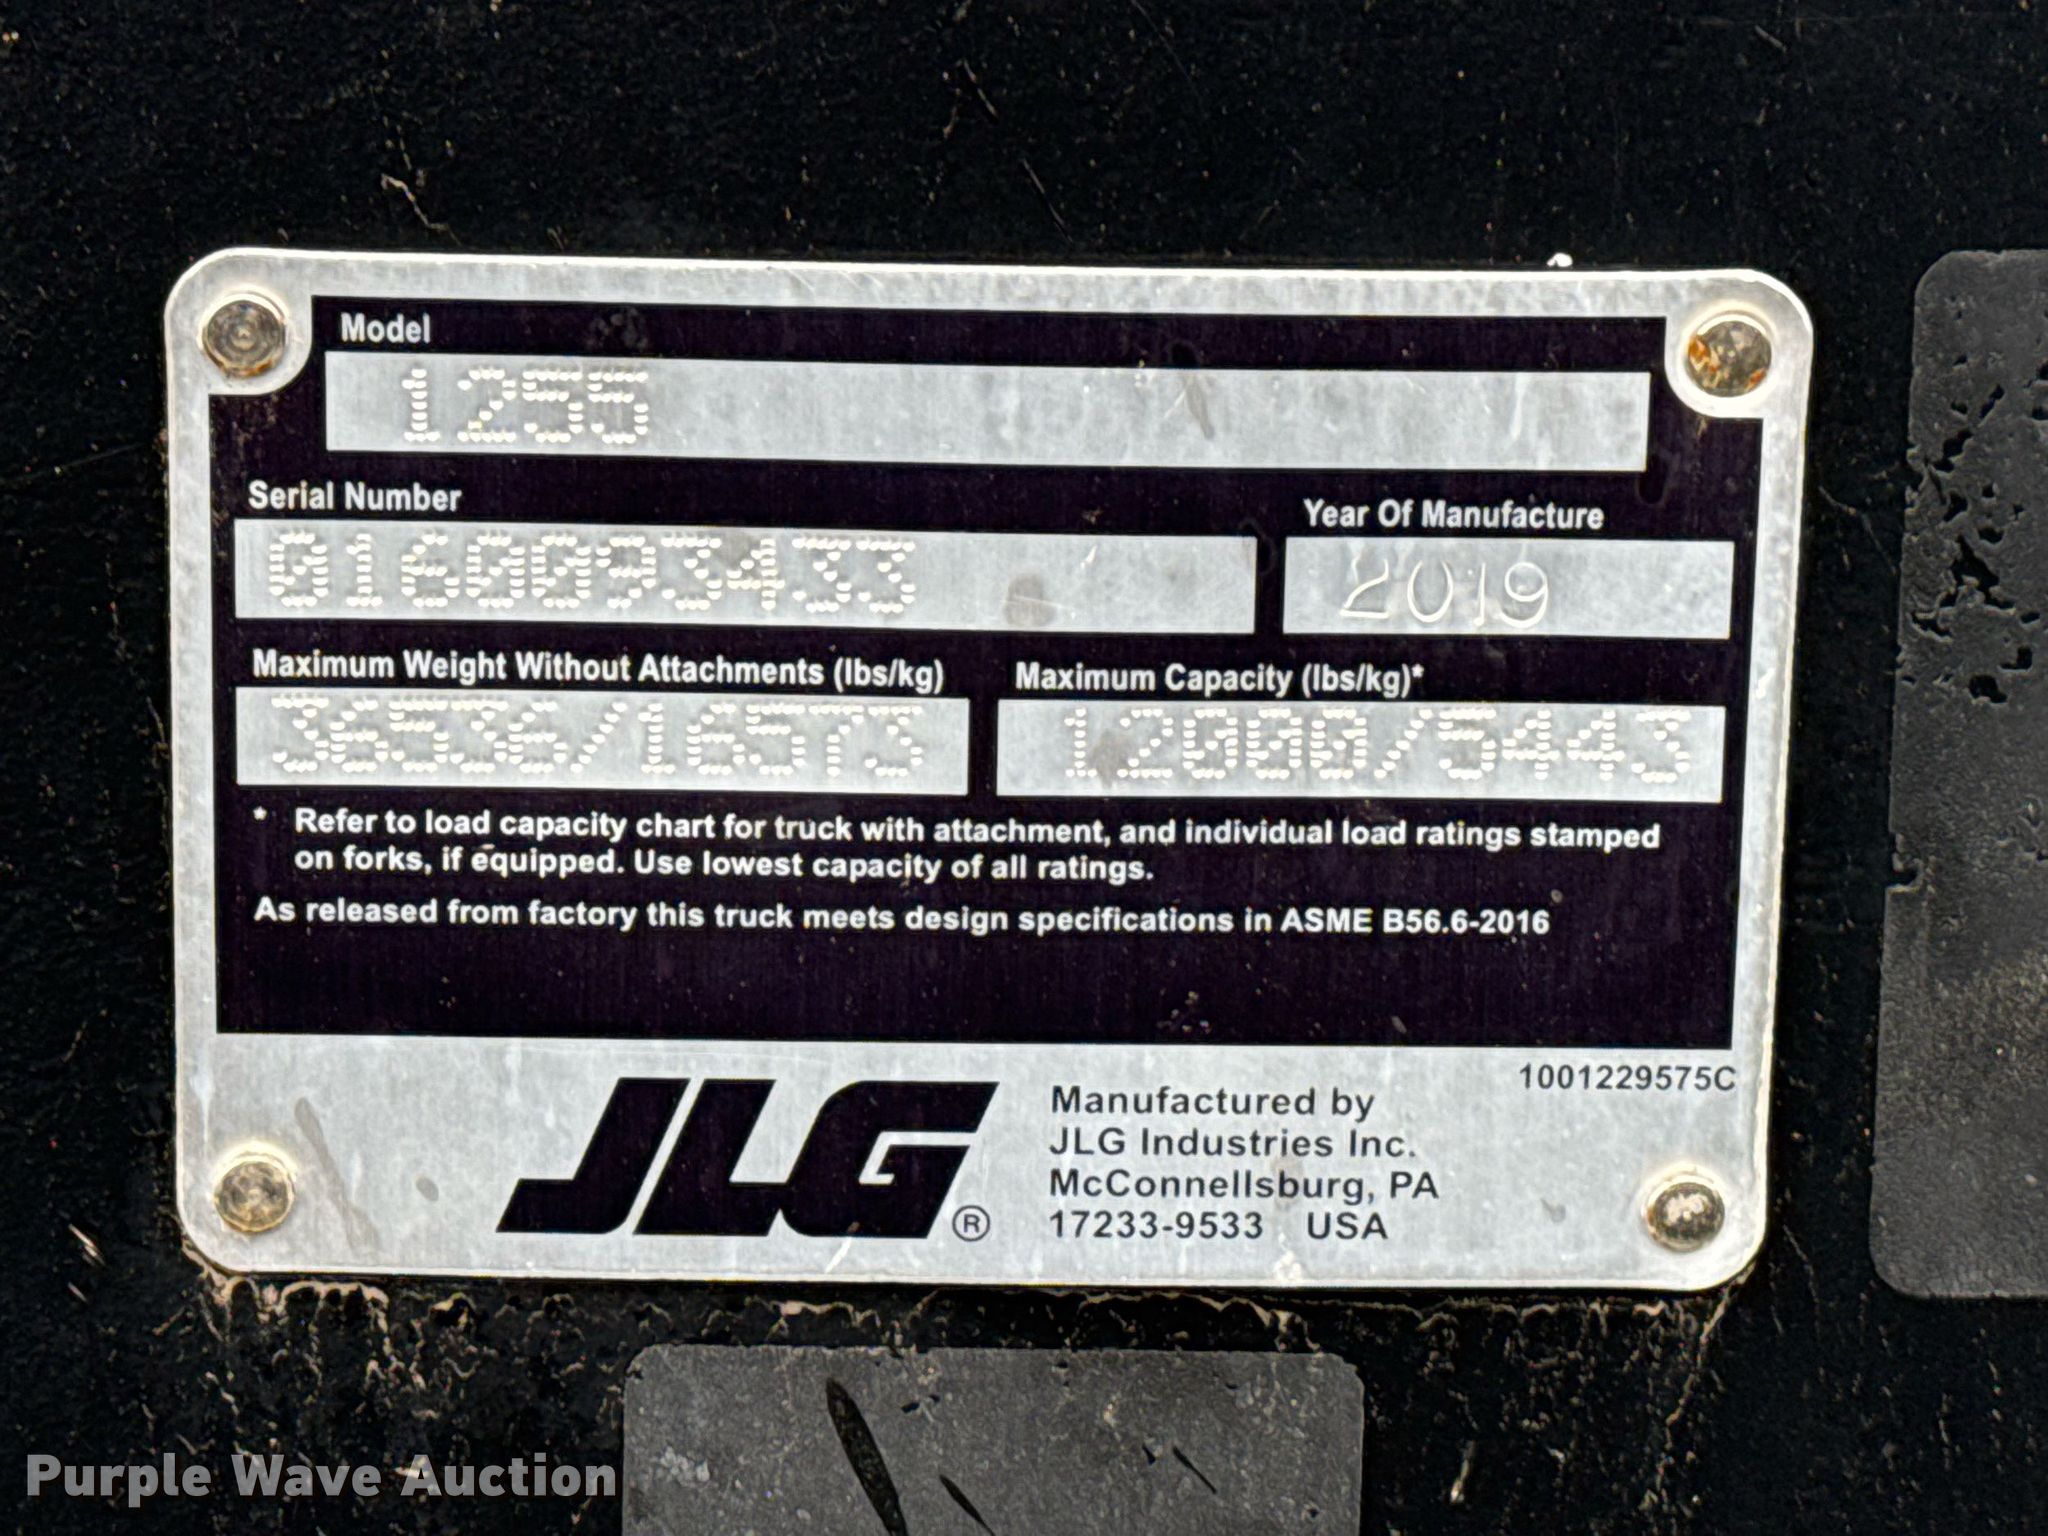 Model
1255
Serial Number
Year Of Manufacture
0160093433
2019
Maximum Weight Without Attachments (lbs/kg)
Maximum Capacity (lbs/kg)*
36536/16573
12000/5443
* Refer to load capacity chart for truck with attachment, and individual load ratings stamped
on forks, if equipped. Use lowest capacity of all ratings.
As released from factory this truck meets design specifications in ASME B56.6-2016
1001229575C
JLG®
Manufactured by
JLG Industries Inc.
McConnellsburg, PA
17233-9533 USA
Purple Wave Auction